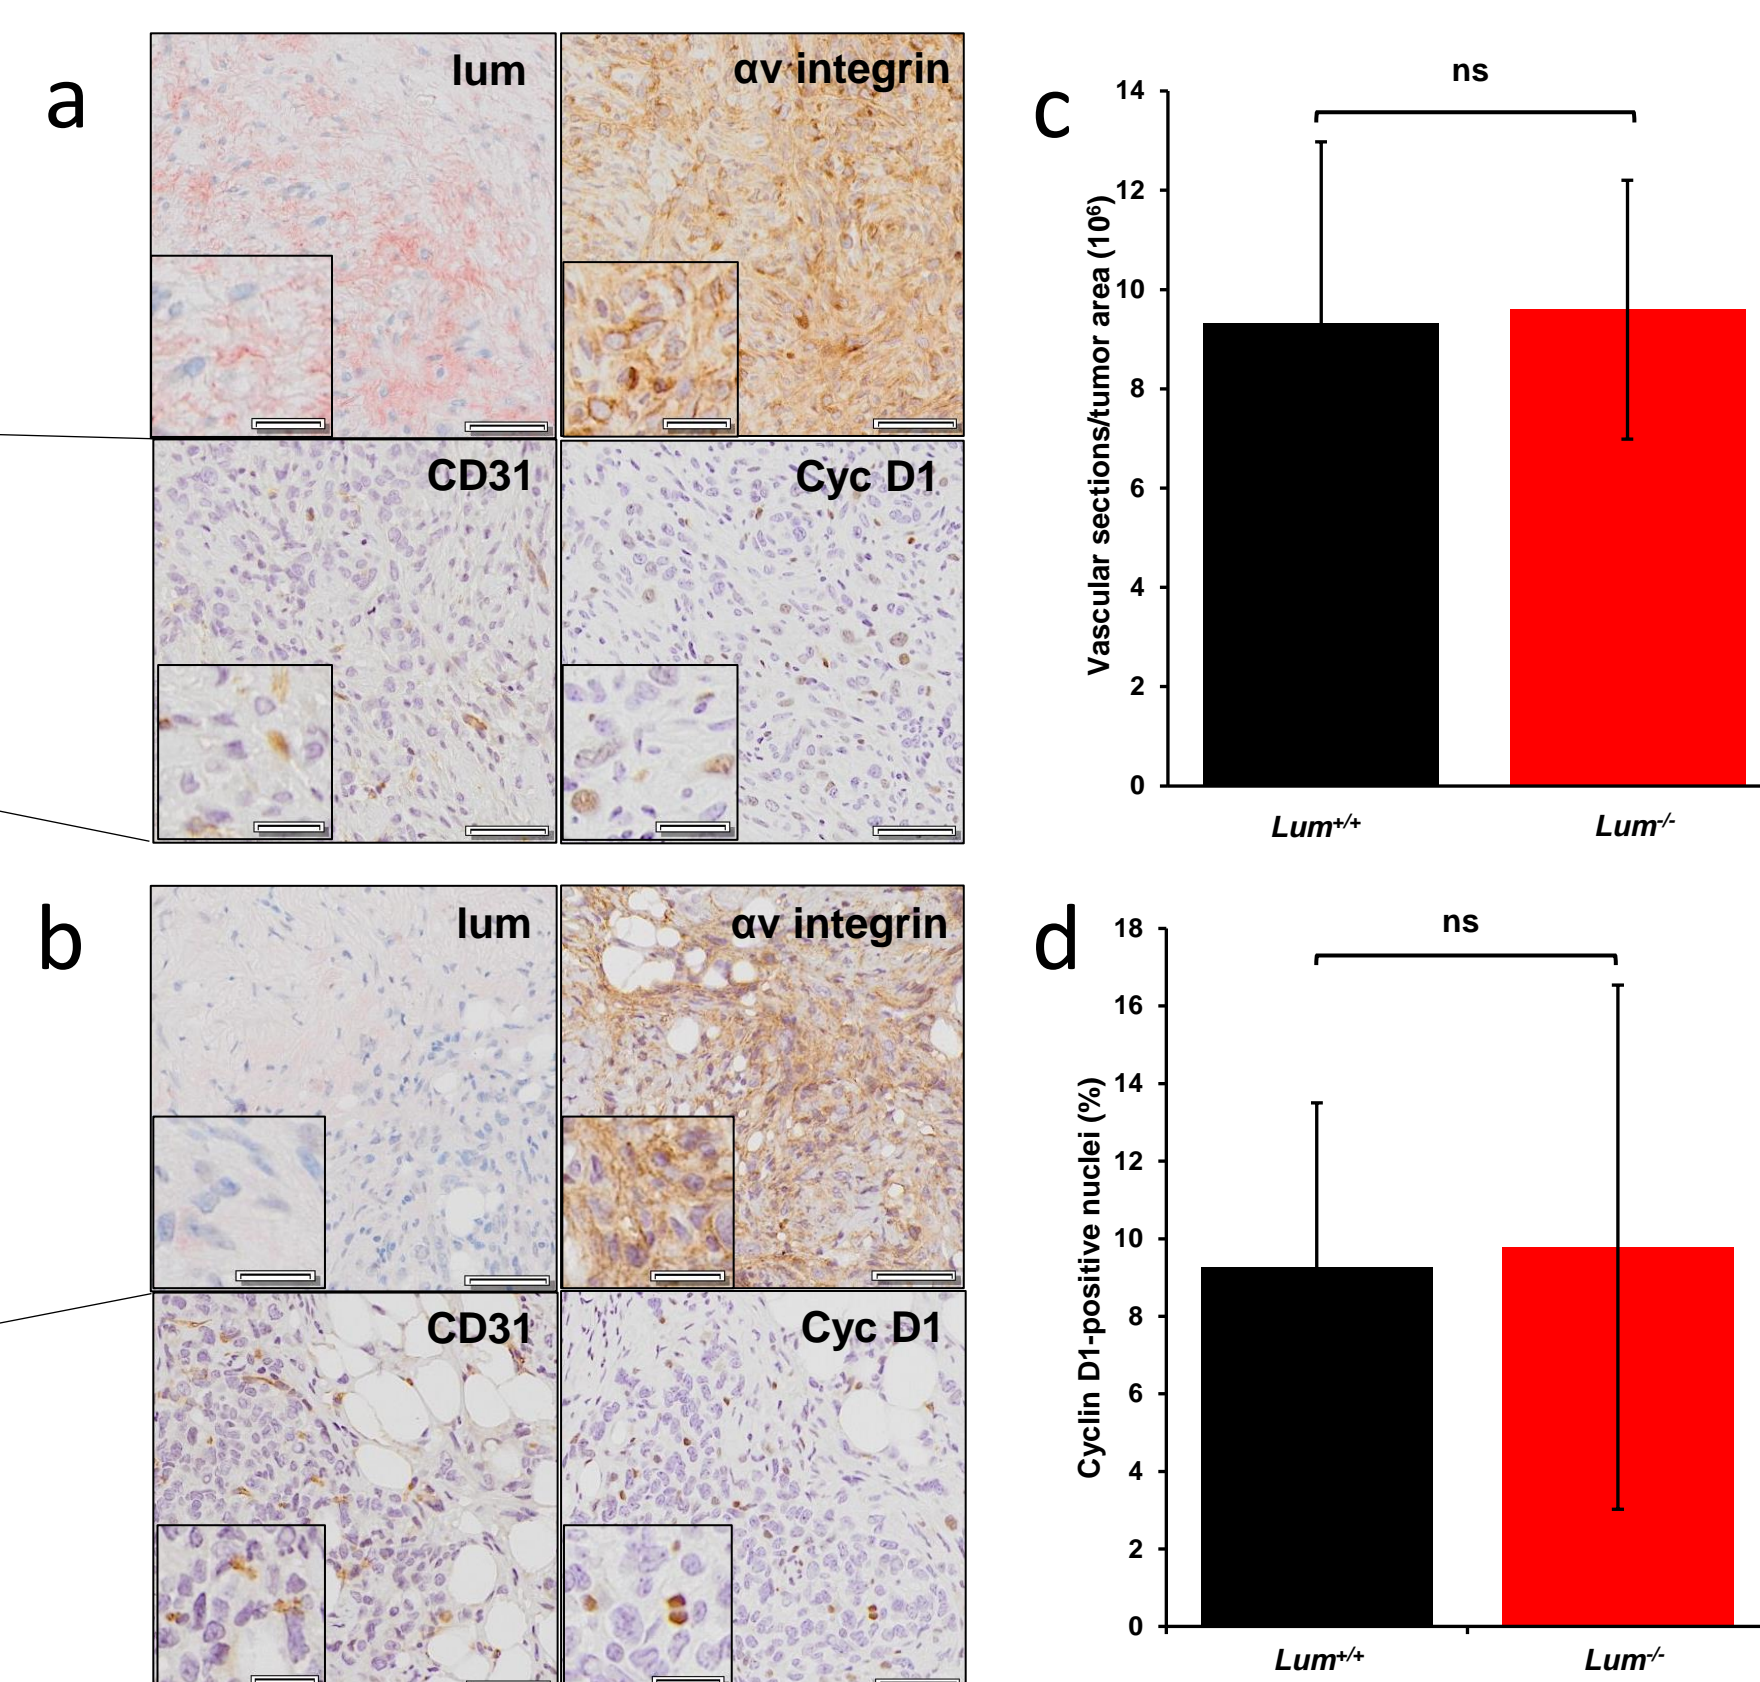 a
lum
αv integrin
CD31
Cyc D1
b
lum
αv integrin
CD31
Cyc D1
c
ns
Vascular sections/tumor area (10⁶)
14
12
10
8
6
4
2
0
Lum⁺/⁺
Lum⁻/⁻
d
ns
Cyclin D1-positive nuclei (%)
18
16
14
12
10
8
6
4
2
0
Lum⁺/⁺
Lum⁻/⁻